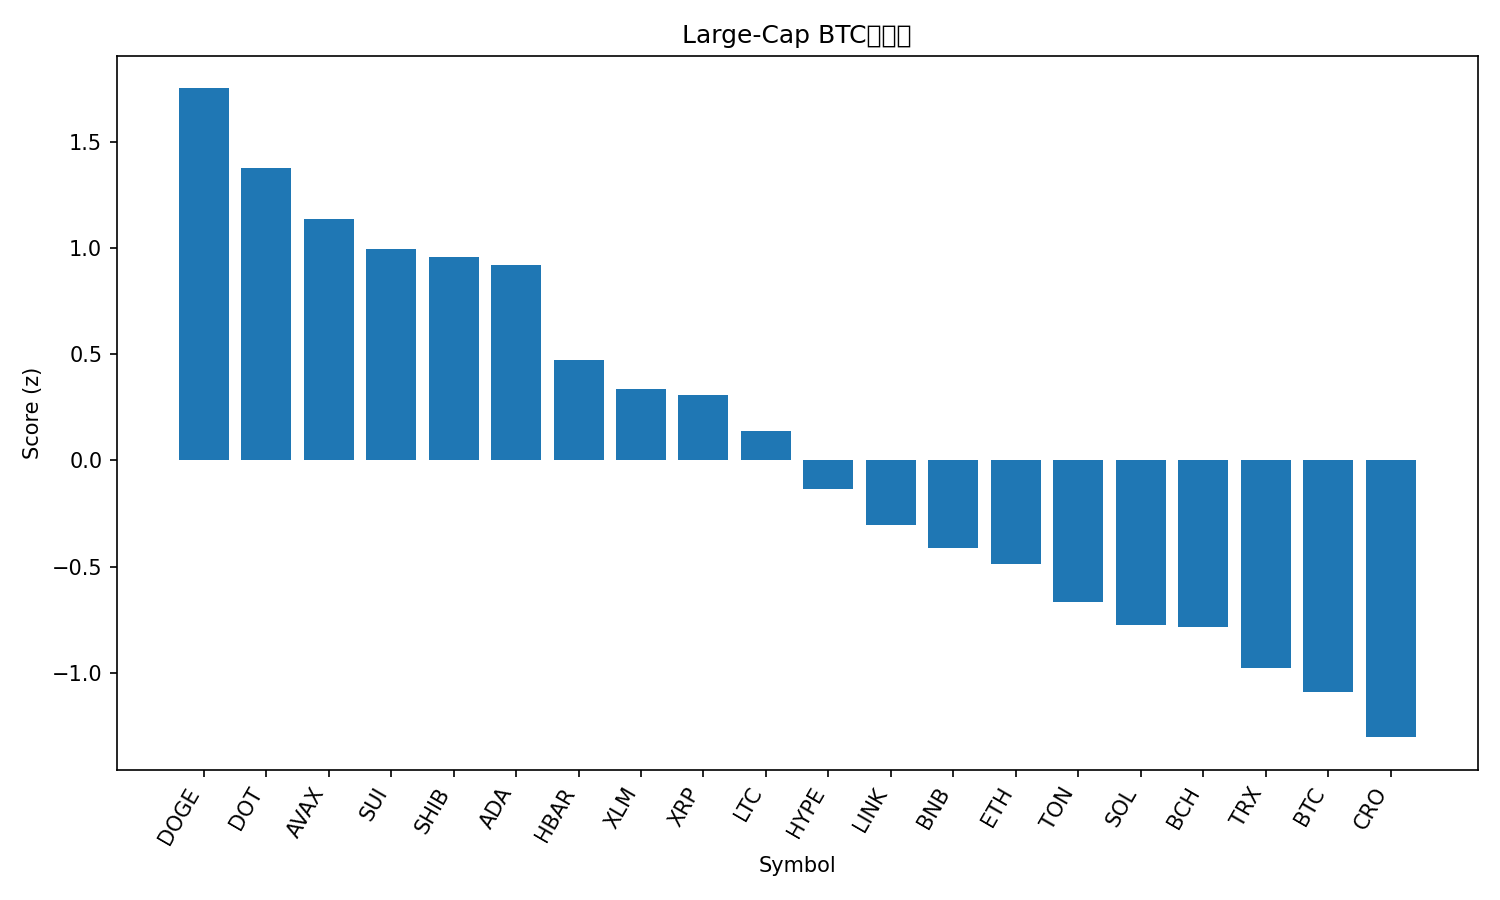 Large-Cap BTC
1.5
1.0
0.5
0.0
−0.5
−1.0
Score (z)
DOGE
DOT
AVAX
SUI
SHIB
ADA
HBAR
XLM
XRP
LTC
HYPE
LINK
BNB
ETH
TON
SOL
BCH
TRX
BTC
CRO
Symbol